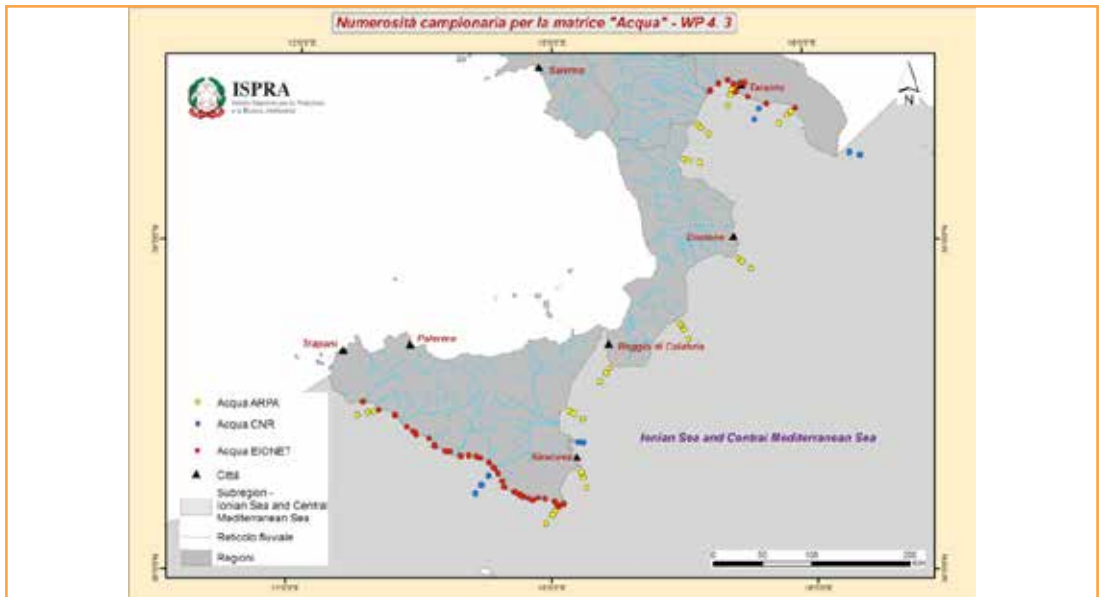 Numerosità campionaria per la matrice "Acqua" - WP 4. 3
ISPRA
Salerno
Taranto
N
Crotone
Trapani
Palermo
Reggio di Calabria
Siracusa
Ionian Sea and Central Mediterranean Sea
Acqua ARPA
Acqua CNR
Acqua EIONET
Città
Subregion -
Ionian Sea and Central
Mediterranean Sea
Reticolo fluviale
Regioni
0 50 100 200